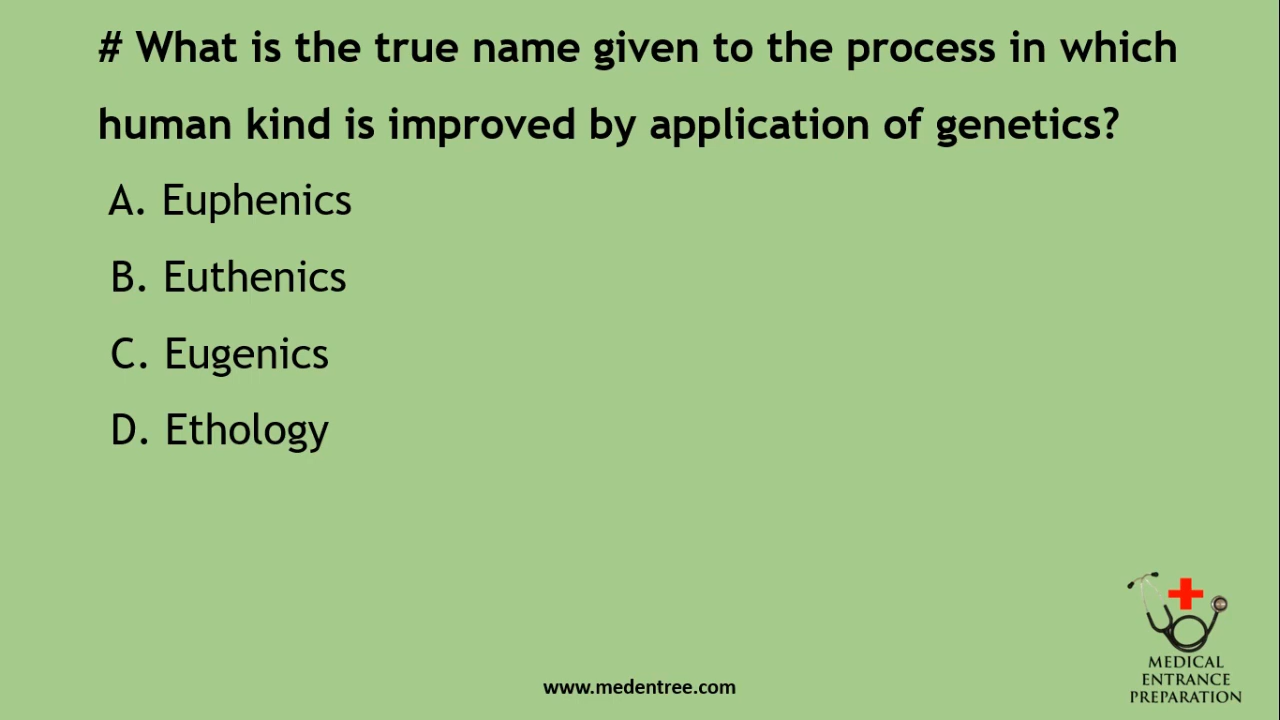 # What is the true name given to the process in which
human kind is improved by application of genetics?
A. Euphenics
B. Euthenics
C. Eugenics
D. Ethology
www.medentree.com
MEDICAL
ENTRANCE
PREPARATION